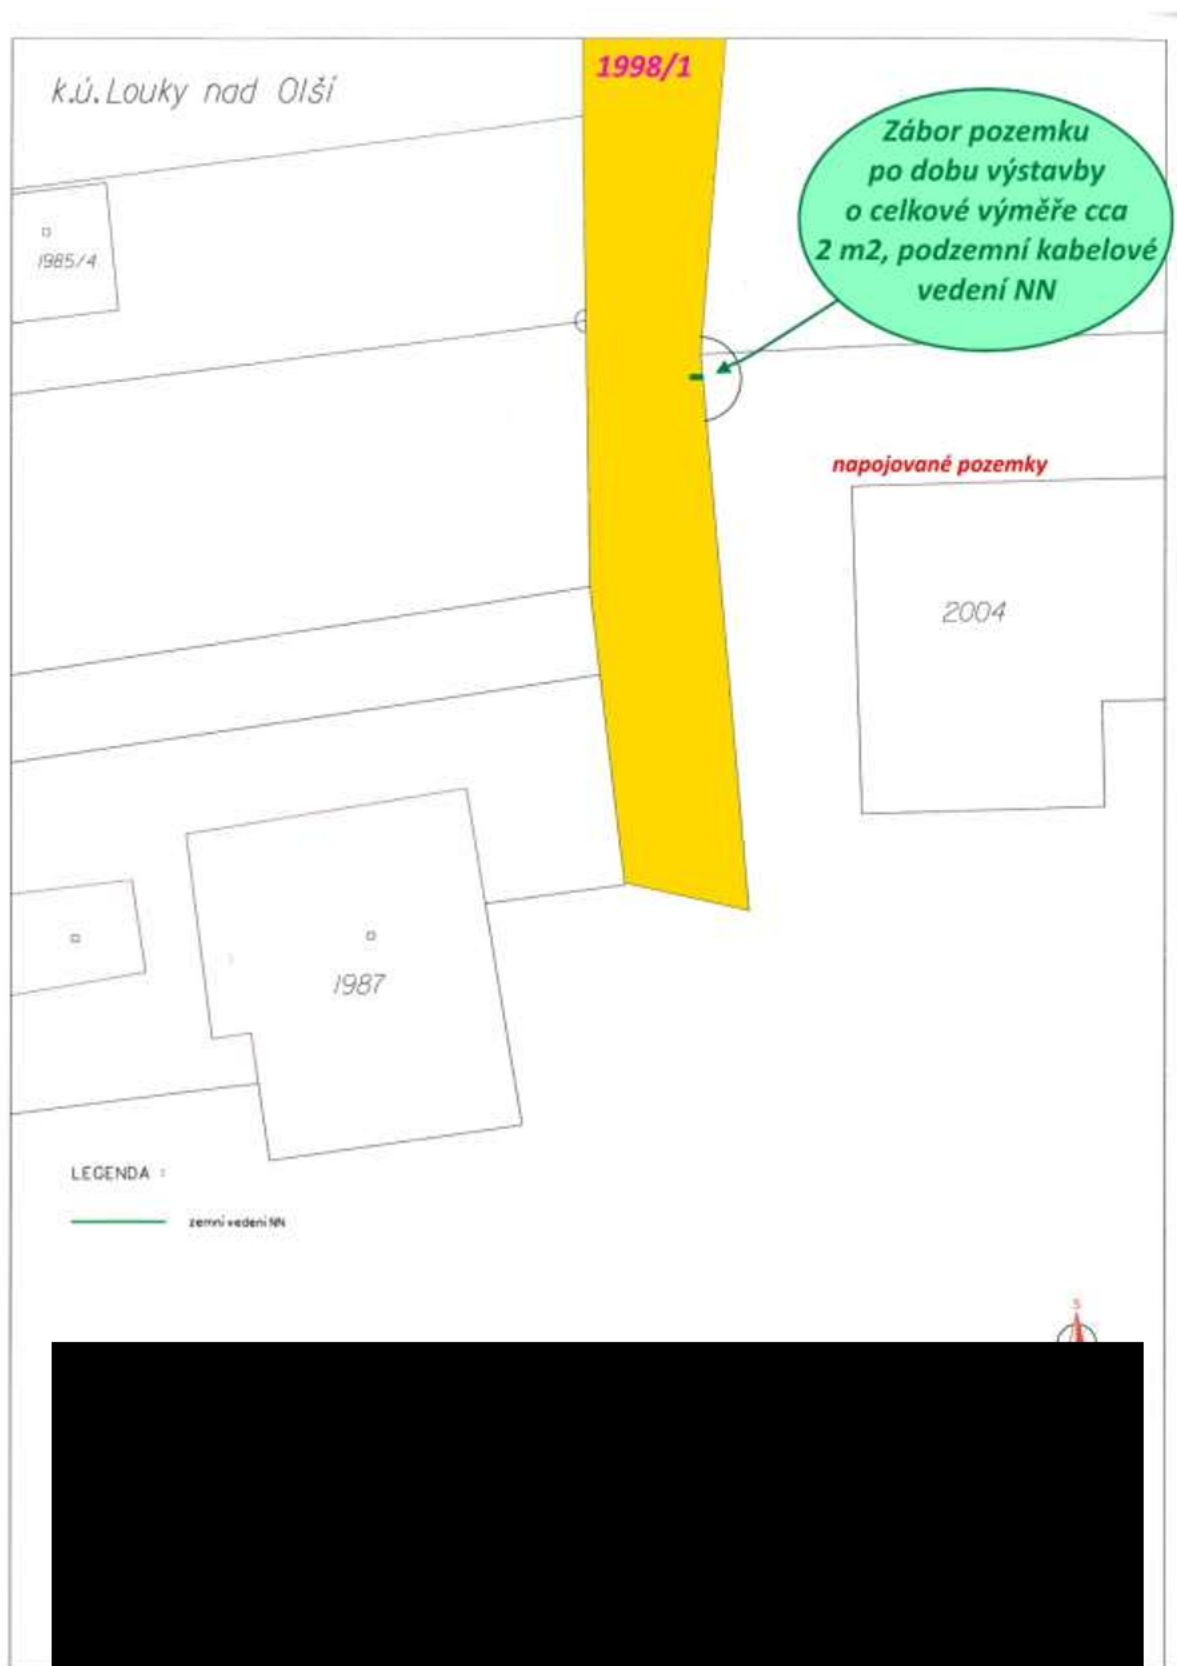 k.ú.Louky nad Olší
1998/1
Zábor pozemku
po dobu výstavby
o celkové výměře cca
2 m2, podzemní kabelové
vedení NN
1985/4
napojované pozemky
2004
1987
LEGENDA :
zemní vedení NN
S